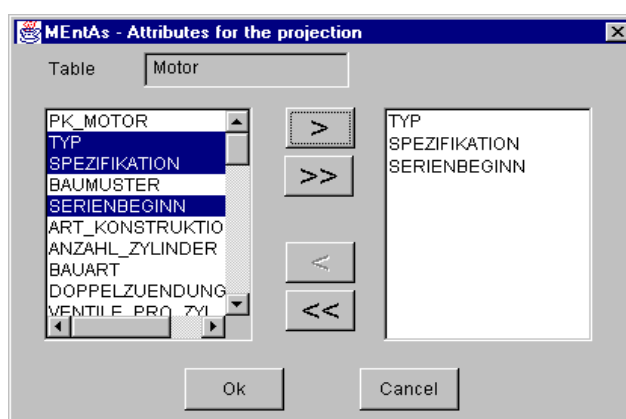 MEntAs - Attributes for the projection
Table Motor
PK_MOTOR
TYP
SPEZIFIKATION
BAUMUSTER
SERIENBEGINN
ART_KONSTRUKTIO
ANZAHL_ZYLINDER
BAUART
DOPPELZUENDUNG
VENTILE_PRO_ZYL
>
>>
<
<<
TYP
SPEZIFIKATION
SERIENBEGINN
Ok Cancel